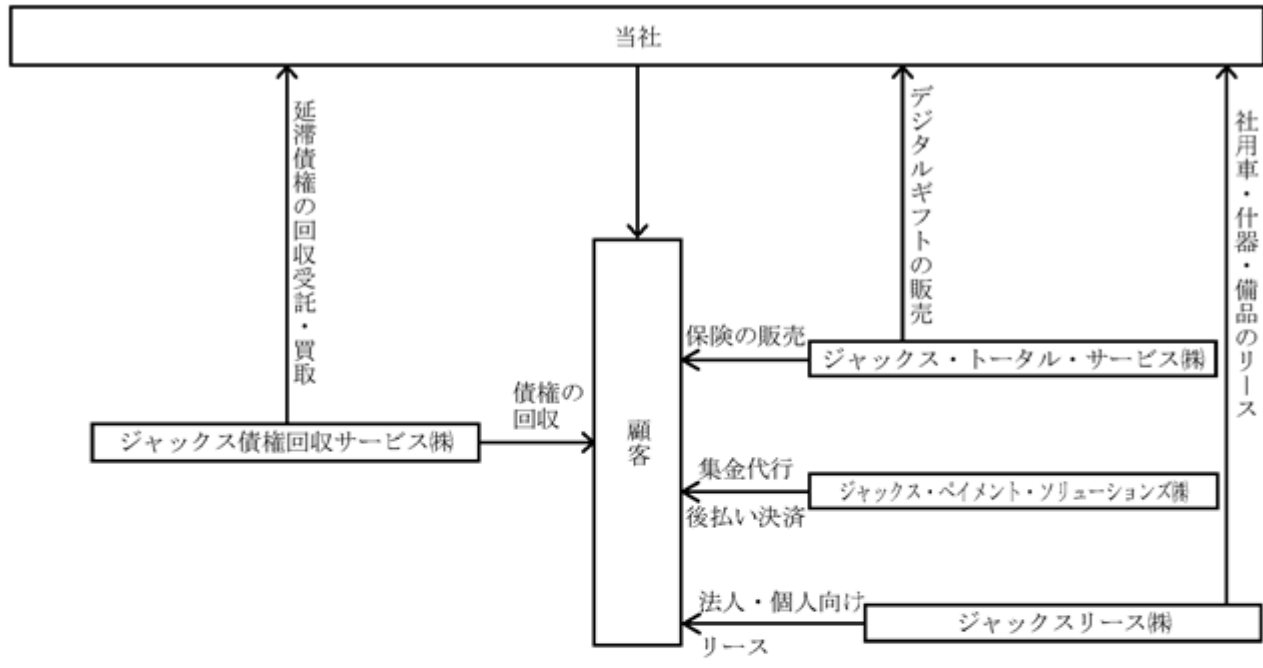 当社
延滞債権の回収受託・買取
デジタルギフトの販売
社用車・什器・備品のリース
保険の販売
ジャックス・トータル・サービス㈱
債権の
回収
ジャックス債権回収サービス㈱
顧客
集金代行
後払い決済
ジャックス・ペイメント・ソリューションズ㈱
法人・個人向け
リース
ジャックスリース㈱